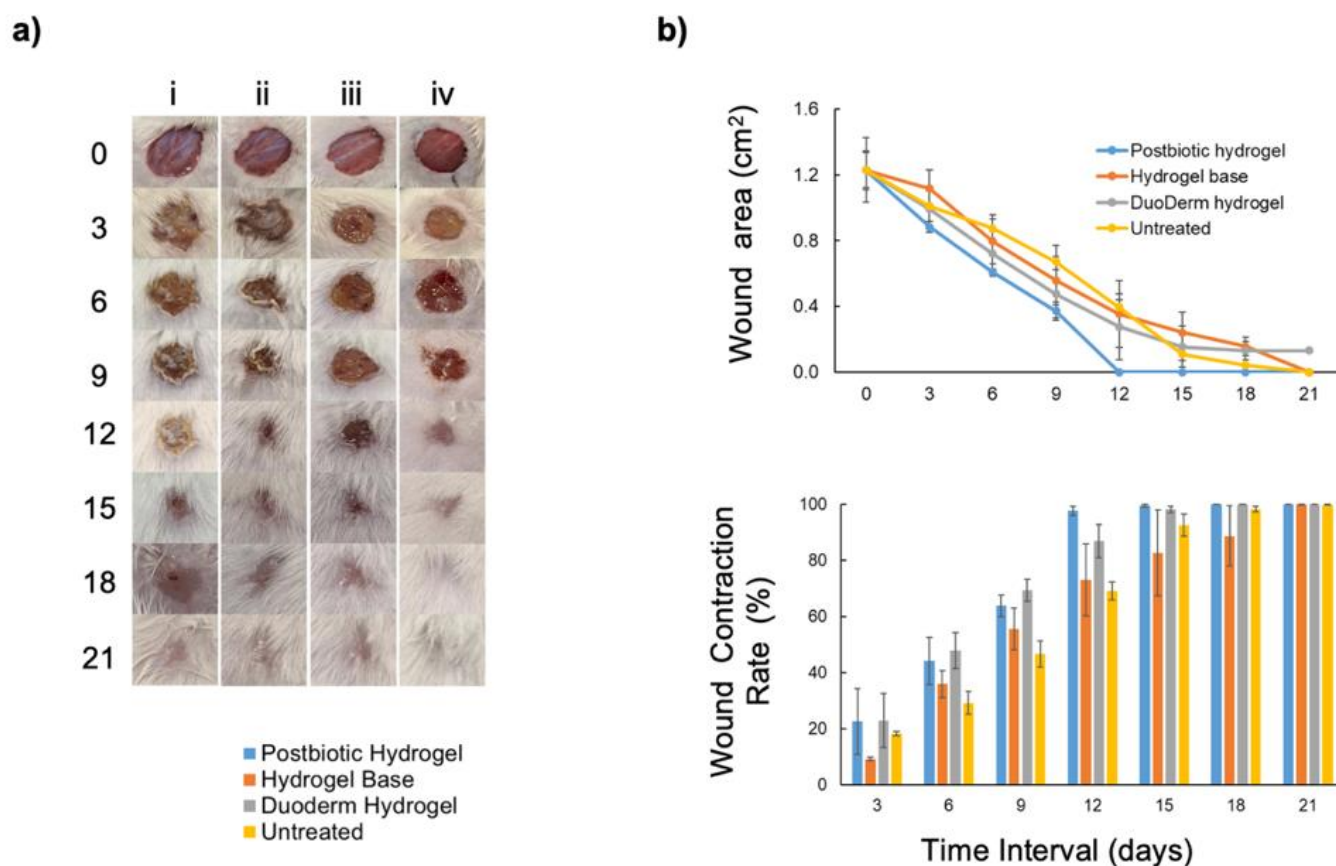 a)
i ii iii iv
0
3
6
9
12
15
18
21
Postbiotic Hydrogel
Hydrogel Base
Duoderm Hydrogel
Untreated
b)
Wound area (cm²)
1.6
1.2
0.8
0.4
0.0
0 3 6 9 12 15 18 21
Postbiotic hydrogel
Hydrogel base
DuoDerm hydrogel
Untreated
Wound Contraction
Rate (%)
100
80
60
40
20
0
3 6 9 12 15 18 21
Time Interval (days)